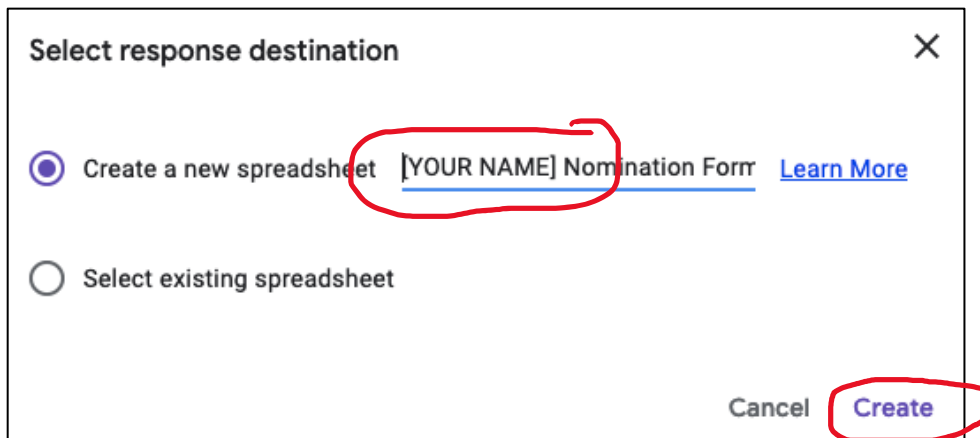 Select response destination
Create a new spreadsheet [YOUR NAME] Nomination Form Learn More
Select existing spreadsheet
Cancel Create